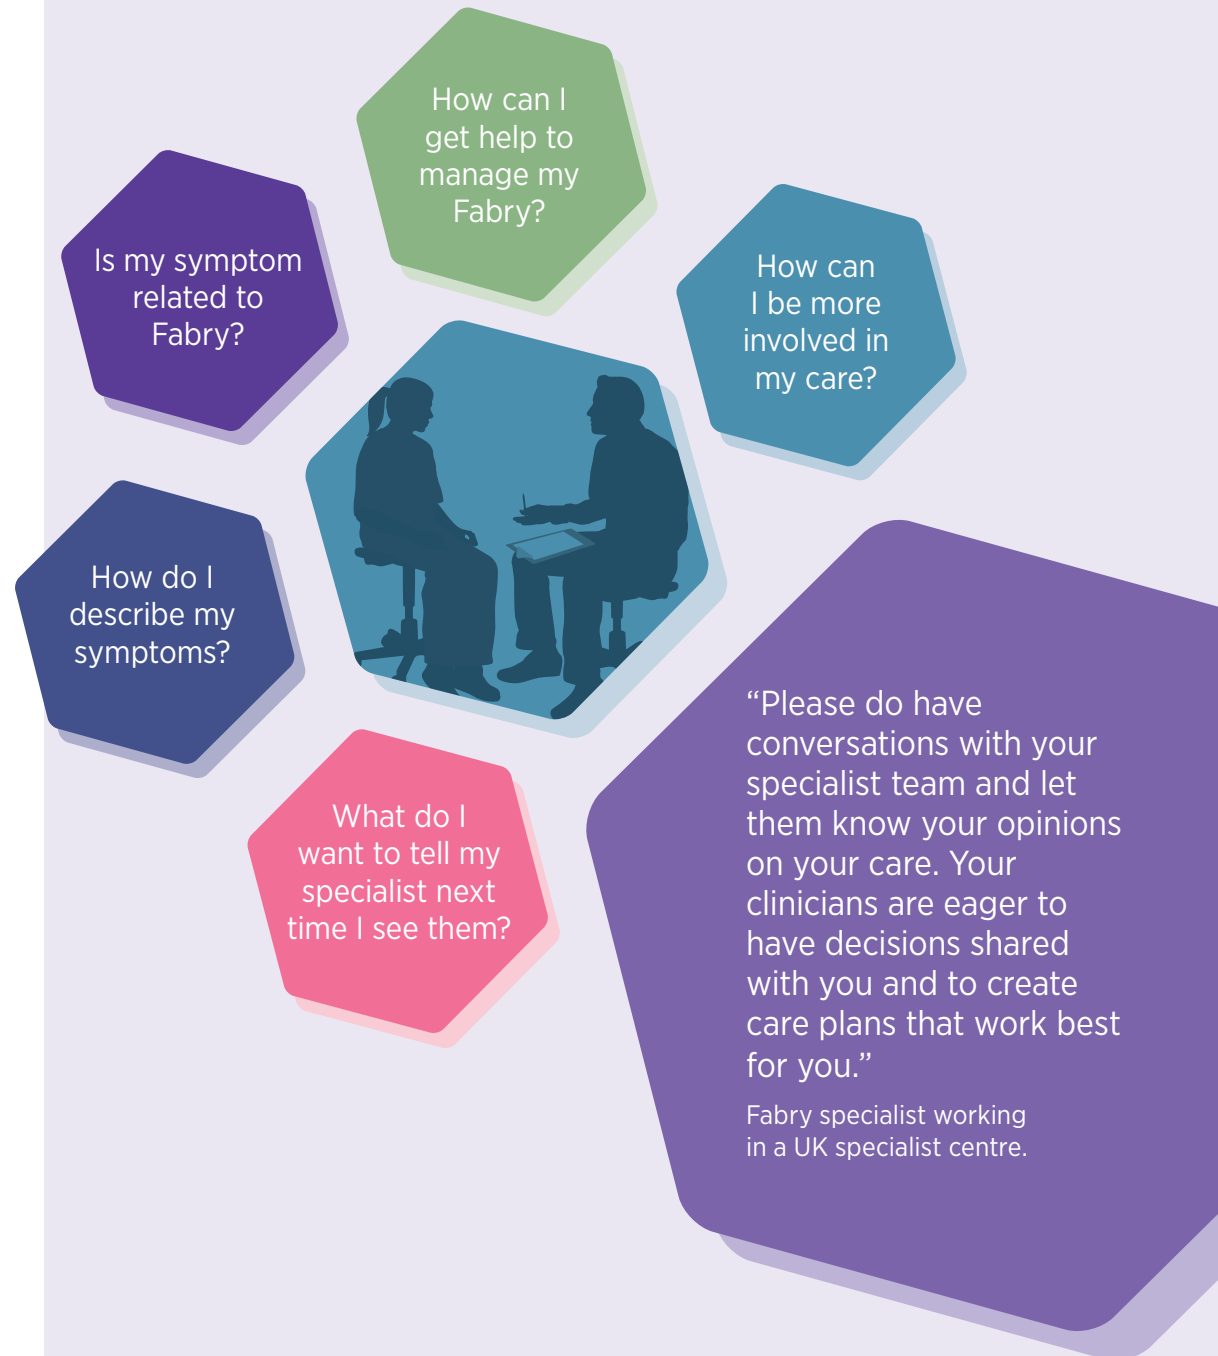 How can I
get help to
manage my
Fabry?
Is my symptom
related to
Fabry?
How can
I be more
involved in
my care?
How do I
describe my
symptoms?
What do I
want to tell my
specialist next
time I see them?
“Please do have
conversations with your
specialist team and let
them know your opinions
on your care. Your
clinicians are eager to
have decisions shared
with you and to create
care plans that work best
for you.”
Fabry specialist working
in a UK specialist centre.